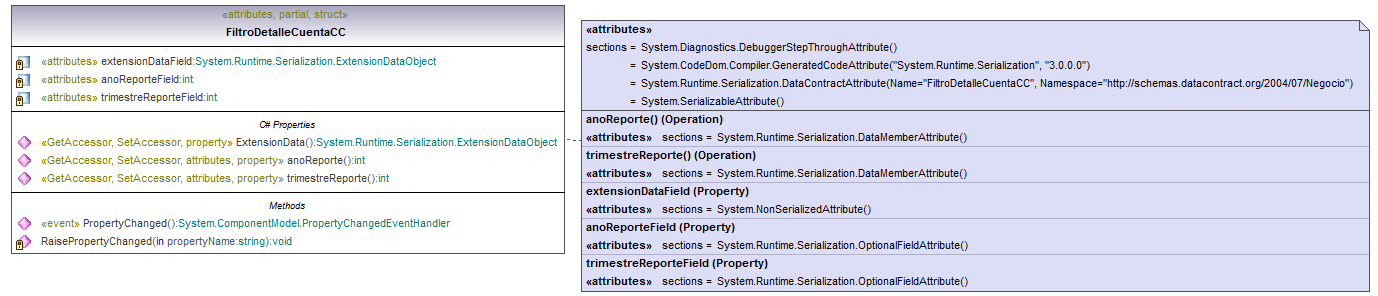 «attributes, partial, struct»
FiltroDetalleCuentaCC
«attributes» extensionDataField:System.Runtime.Serialization.ExtensionDataObject
«attributes» anoReporteField:int
«attributes» trimestreReporteField:int
C# Properties
«GetAccessor, SetAccessor, property» ExtensionData():System.Runtime.Serialization.ExtensionDataObject
«GetAccessor, SetAccessor, attributes, property» anoReporte():int
«GetAccessor, SetAccessor, attributes, property» trimestreReporte():int
Methods
«event» PropertyChanged():System.ComponentModel.PropertyChangedEventHandler
RaisePropertyChanged(in propertyName:string):void
«attributes»
sections = System.Diagnostics.DebuggerStepThroughAttribute()
= System.CodeDom.Compiler.GeneratedCodeAttribute("System.Runtime.Serialization", "3.0.0.0")
= System.Runtime.Serialization.DataContractAttribute(Name="FiltroDetalleCuentaCC", Namespace="http://schemas.datacontract.org/2004/07/Negocio")
= System.SerializableAttribute()
anoReporte() (Operation)
«attributes» sections = System.Runtime.Serialization.DataMemberAttribute()
trimestreReporte() (Operation)
«attributes» sections = System.Runtime.Serialization.DataMemberAttribute()
extensionDataField (Property)
«attributes» sections = System.NonSerializedAttribute()
anoReporteField (Property)
«attributes» sections = System.Runtime.Serialization.OptionalFieldAttribute()
trimestreReporteField (Property)
«attributes» sections = System.Runtime.Serialization.OptionalFieldAttribute()